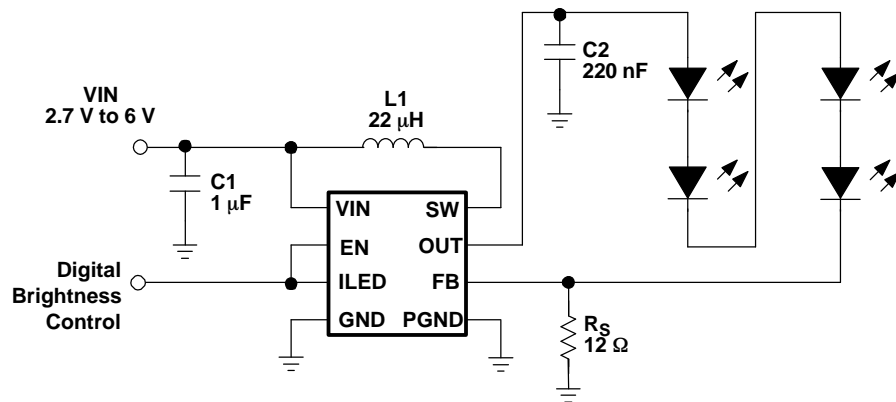 C2
220 nF
VIN
2.7 V to 6 V
L1
22 μH
C1
1 μF
VIN
SW
EN
OUT
Digital
Brightness
Control
ILED
FB
GND
PGND
RS
12 Ω